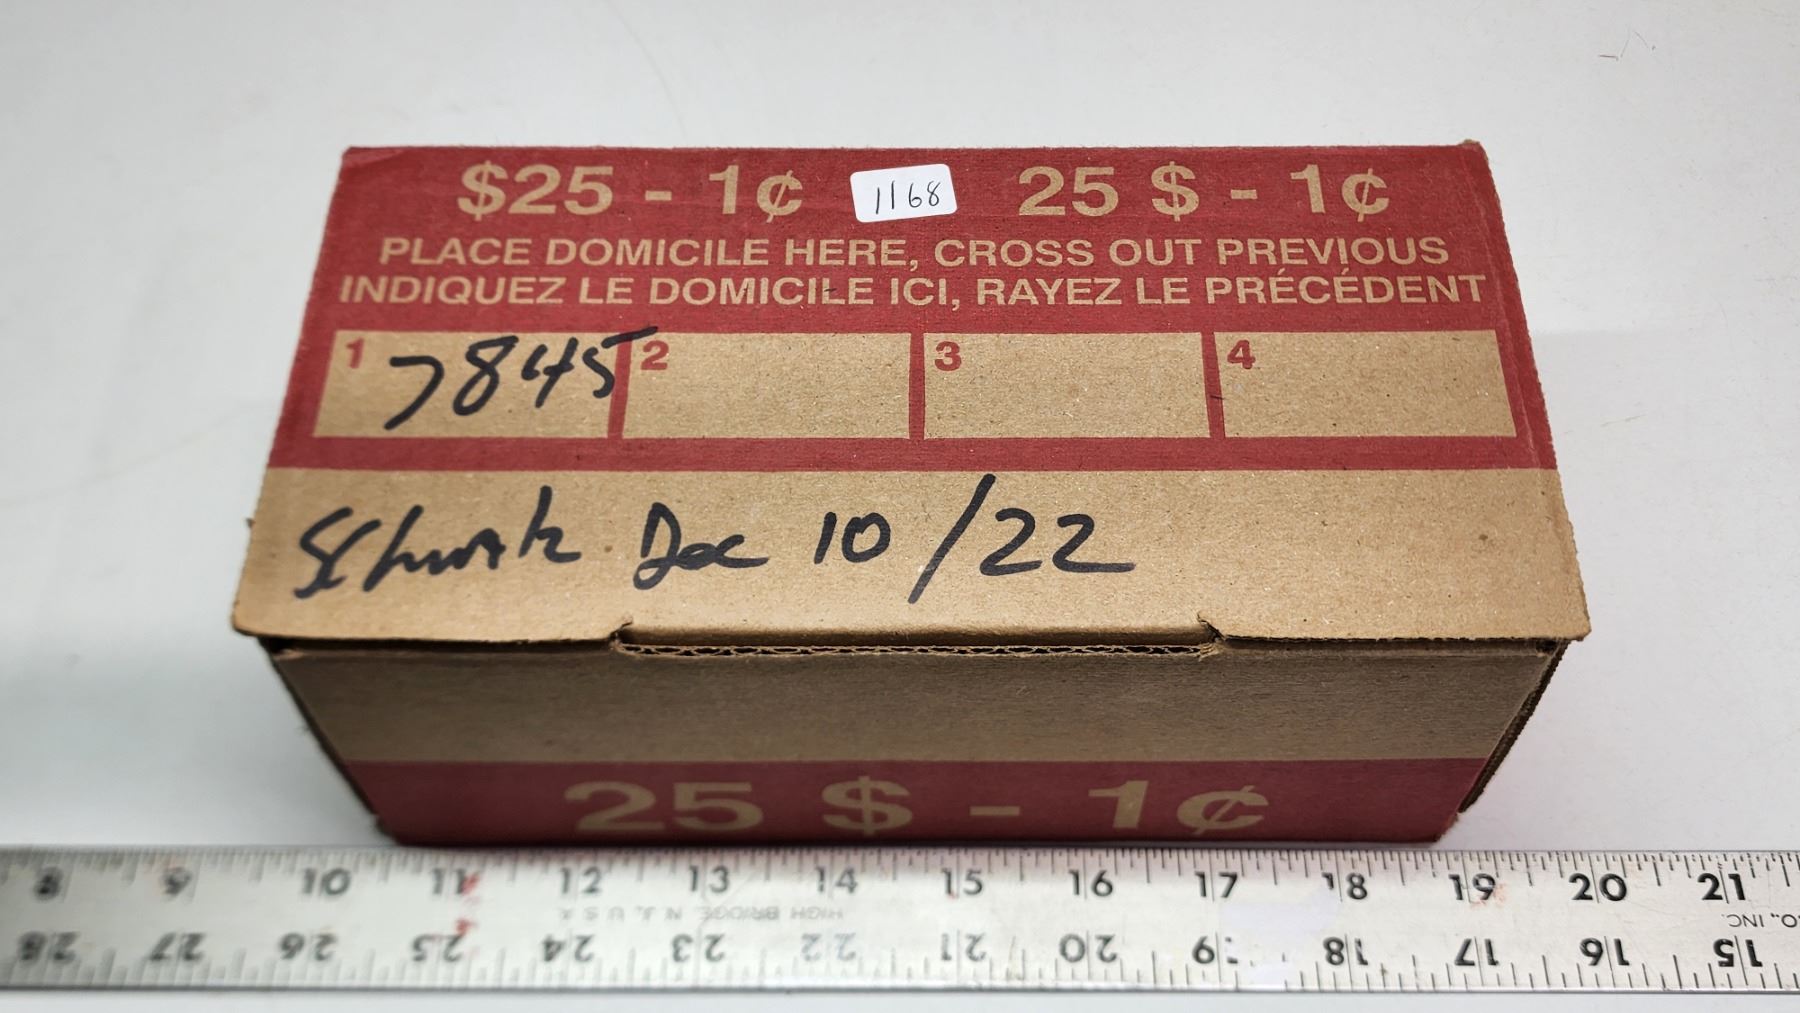 $25 - 1¢ 1168 25 $ - 1¢
PLACE DOMICILE HERE, CROSS OUT PREVIOUS
INDIQUEZ LE DOMICILE ICI, RAYEZ LE PRÉCÉDENT
1 7845 2 3 4
Dec 10/22
25 $ - 1¢
8 9 10 11 12 13 14 15 16 17 18 19 20 21
HIGH BRIDGE, N.J., U.S.A.
CO., INC.
28 27 26 25 24 23 22 21 20 19 18 17 16 15